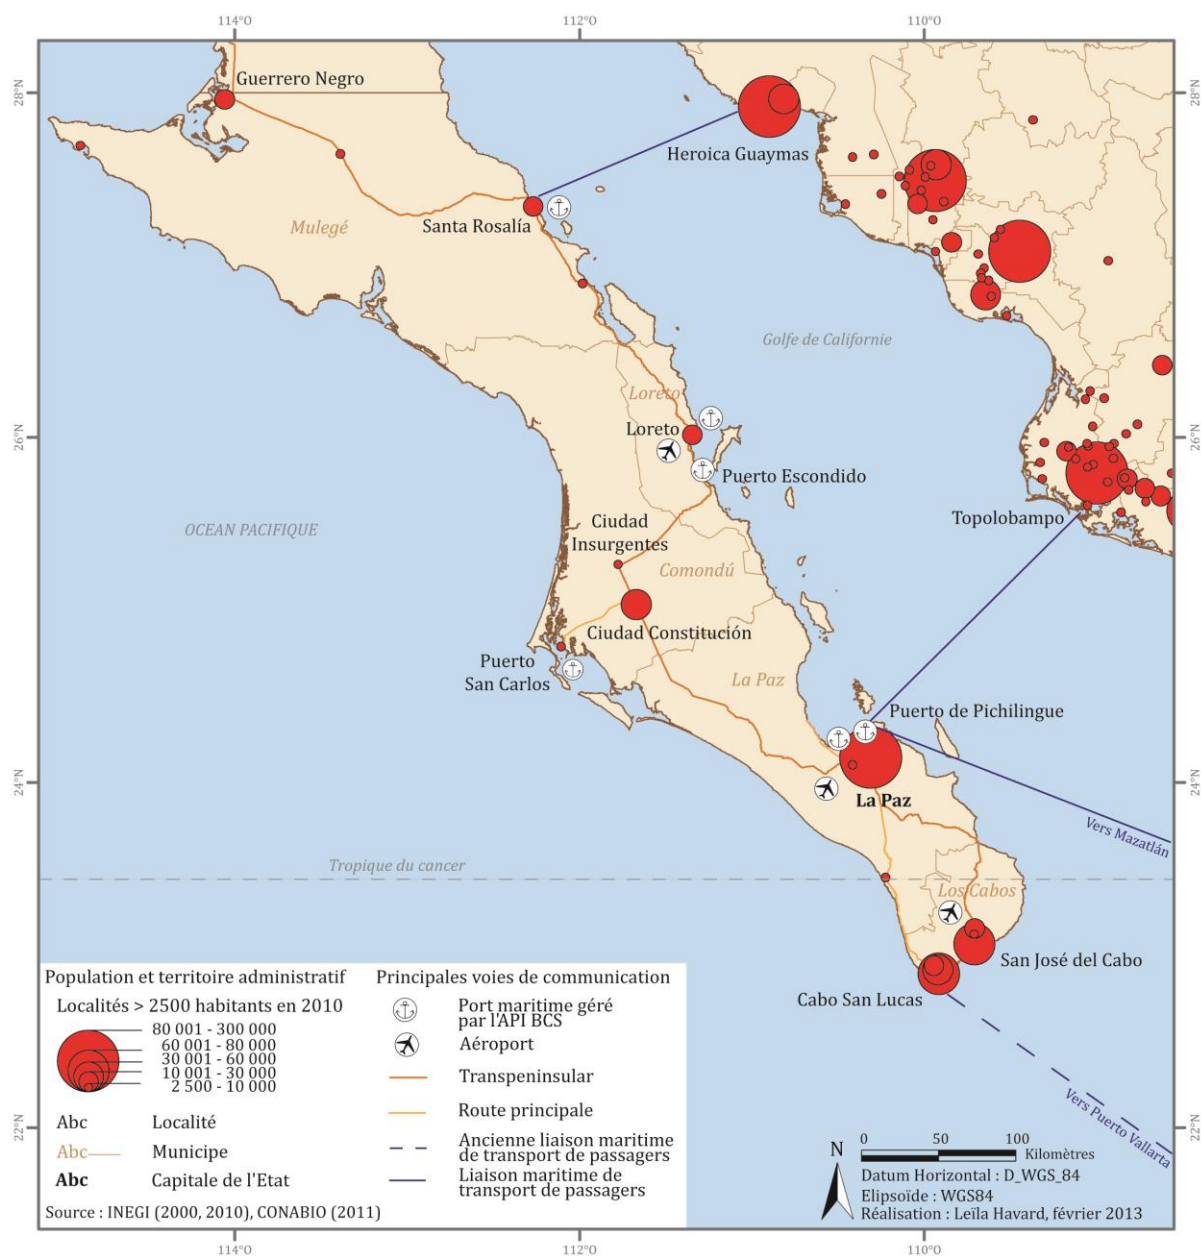 114°O
112°O
110°O
28°N
28°N
Guerrero Negro
Heroica Guaymas
Santa Rosalía
Mulegé
Golfe de Californie
Loreto
Loreto
26°N
26°N
Puerto Escondido
Topolobampo
OCEAN PACIFIQUE
Ciudad
Insurgentes
Comondú
Ciudad Constitución
Puerto
San Carlos
La Paz
Puerto de Pichilingue
24°N
24°N
La Paz
Vers Mazatlán
Tropique du cancer
Los Cabos
San José del Cabo
Cabo San Lucas
Vers Puerto Vallarta
22°N
22°N
Population et territoire administratif
Localités > 2500 habitants en 2010
80 001 - 300 000
60 001 - 80 000
30 001 - 60 000
10 001 - 30 000
2 500 - 10 000
Abc Localité
Abc Municipe
Abc Capitale de l'Etat
Source : INEGI (2000, 2010), CONABIO (2011)
Principales voies de communication
Port maritime géré
par l'API BCS
Aéroport
Transpeninsular
Route principale
Ancienne liaison maritime
de transport de passagers
Liaison maritime de
transport de passagers
N
0 50 100
Kilomètres
Datum Horizontal : D_WGS_84
Elipsoïde : WGS84
Réalisation : Leïla Havard, février 2013
114°O
112°O
110°O